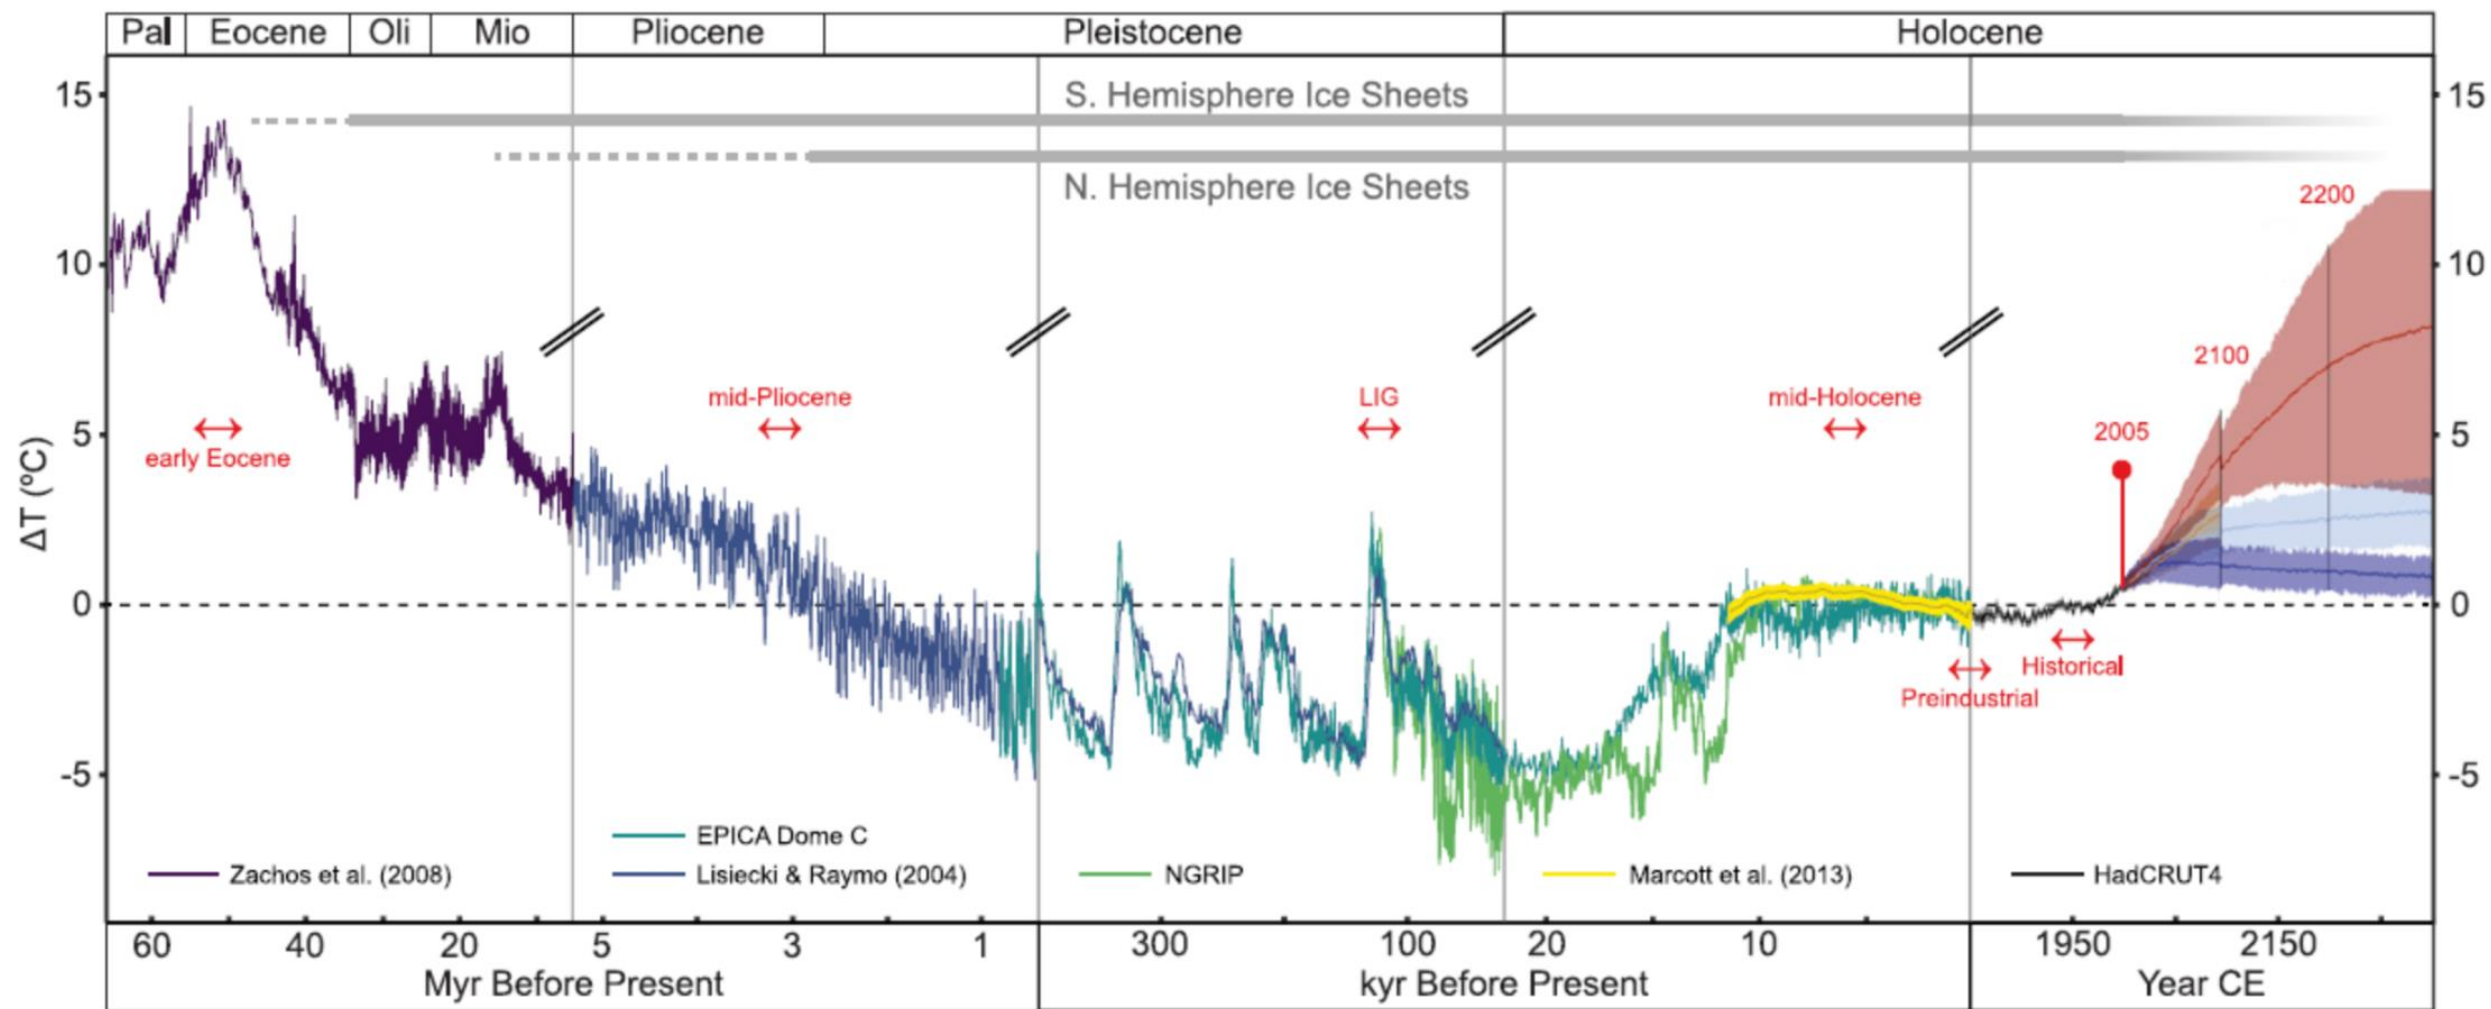 Pal Eocene Oli Mio Pliocene Pleistocene Holocene
15 S. Hemisphere Ice Sheets 15
N. Hemisphere Ice Sheets
2200
10 10
2100
mid-Pliocene LIG mid-Holocene
5 2005 5
early Eocene
ΔT (ºC)
0 0
Historical
Preindustrial
-5 -5
EPICA Dome C
Zachos et al. (2008) Lisiecki & Raymo (2004) NGRIP Marcott et al. (2013) HadCRUT4
60 40 20 5 3 1 300 100 20 10 1950 2150
Myr Before Present kyr Before Present Year CE